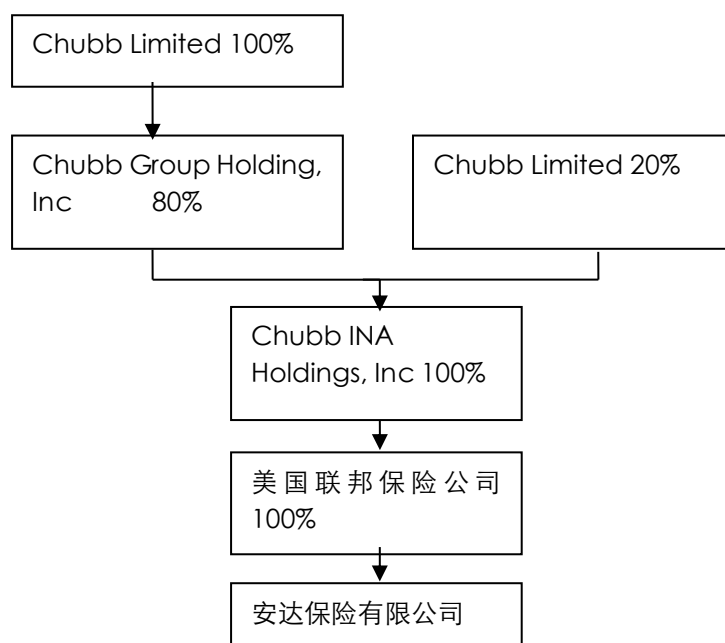 Chubb Limited 100%
Chubb Group Holding,
Inc 80%
Chubb Limited 20%
Chubb INA
Holdings, Inc 100%
美国联邦保险公司
100%
安达保险有限公司